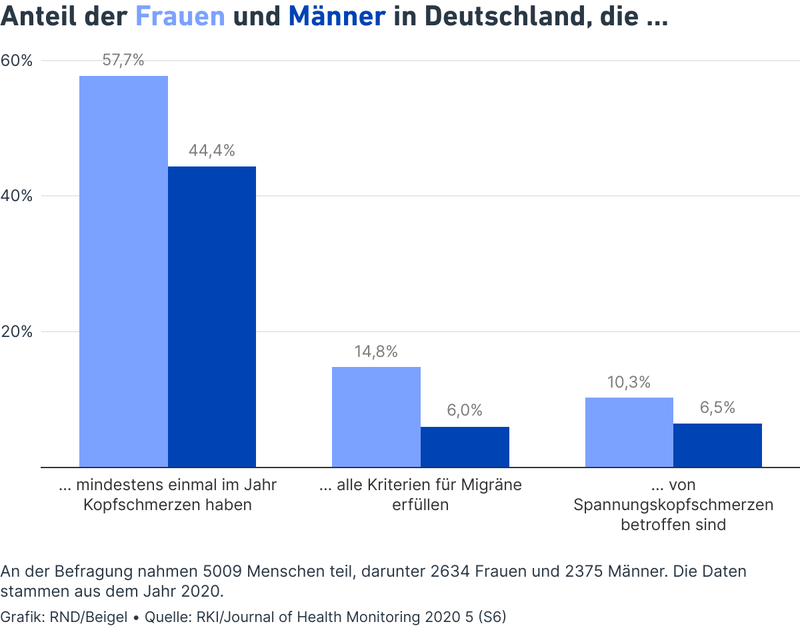 Anteil der Frauen und Männer in Deutschland, die ...
60%
57,7%
44,4%
40%
20%
14,8%
6,0%
10,3%
6,5%
... mindestens einmal im Jahr
Kopfschmerzen haben
... alle Kriterien für Migräne
erfüllen
... von
Spannungskopfschmerzen
betroffen sind
An der Befragung nahmen 5009 Menschen teil, darunter 2634 Frauen und 2375 Männer. Die Daten
stammen aus dem Jahr 2020.
Grafik: RND/Beigel • Quelle: RKI/Journal of Health Monitoring 2020 5 (S6)